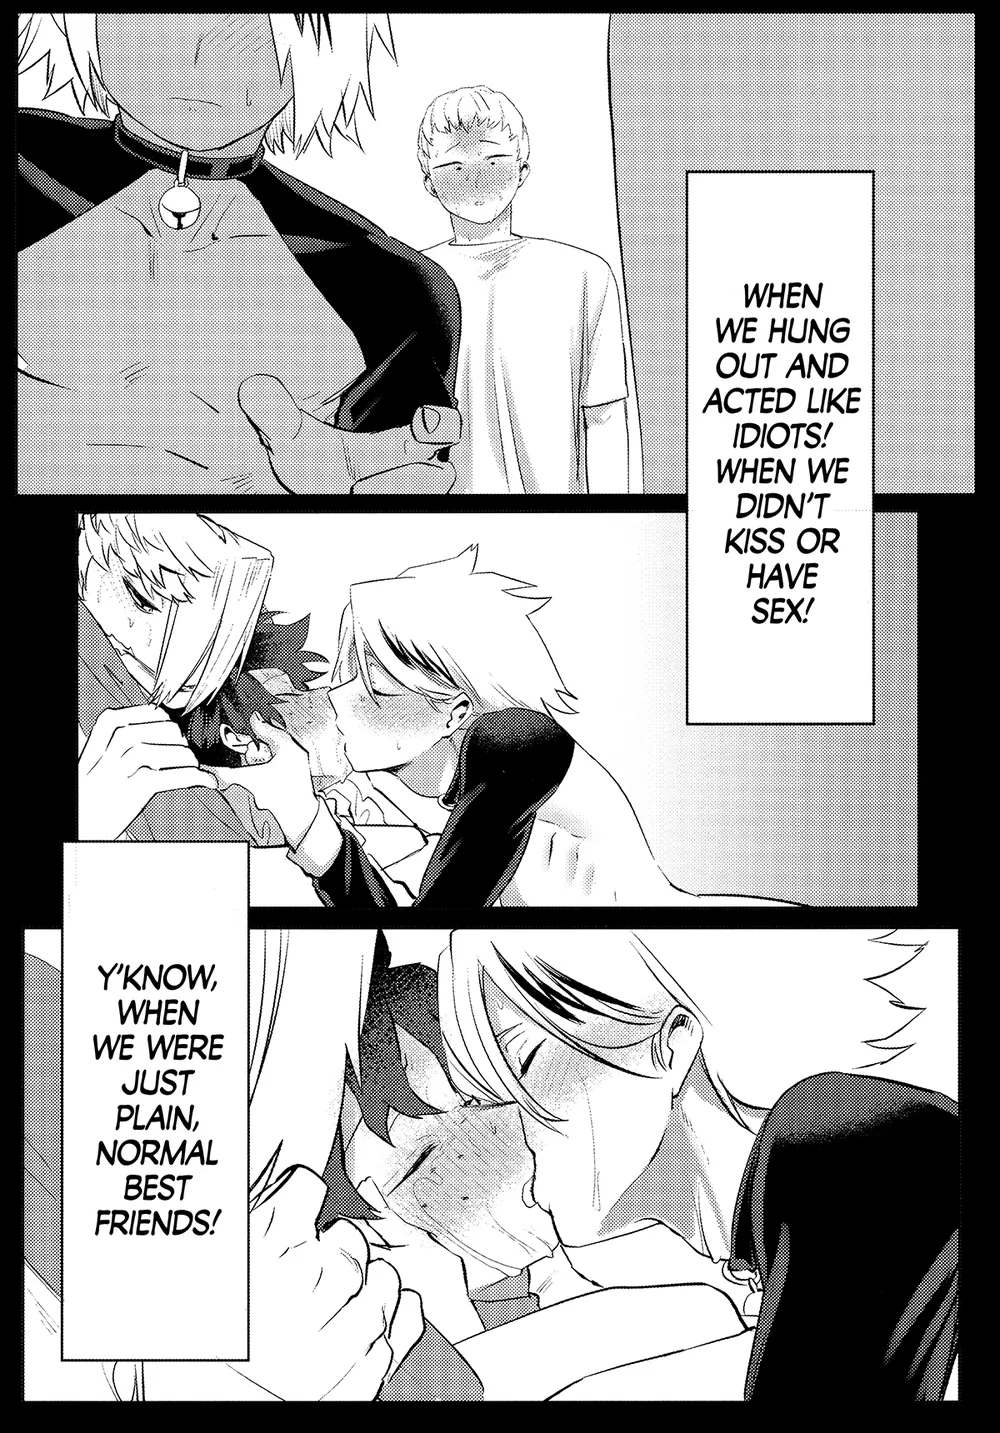 WHEN
WE HUNG
OUT AND
ACTED LIKE
IDIOTS!
WHEN WE
DIDN'T
KISS OR
HAVE
SEX!
Y'KNOW,
WHEN
WE WERE
JUST
PLAIN,
NORMAL
BEST
FRIENDS!